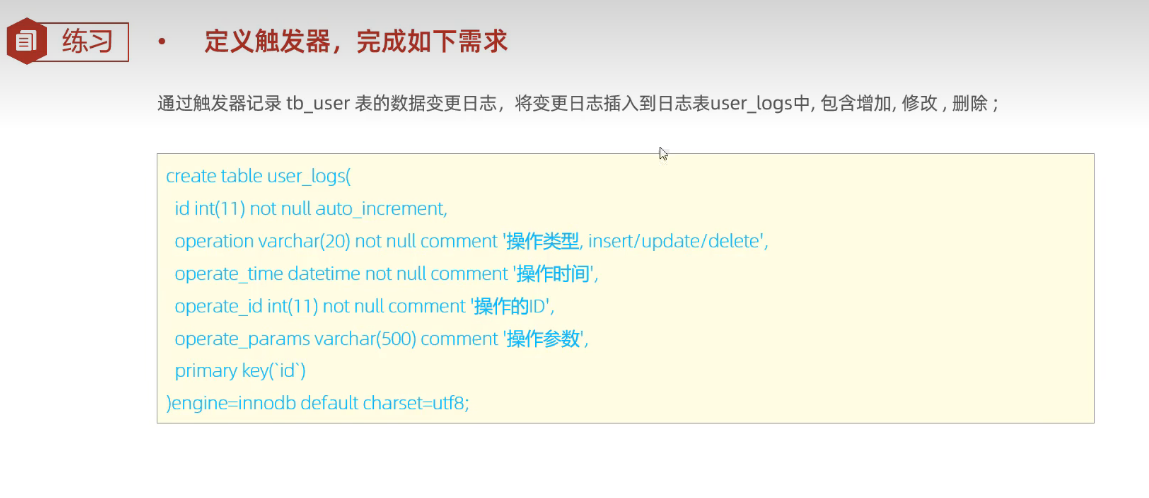 练习
• 定义触发器，完成如下需求
通过触发器记录 tb_user 表的数据变更日志，将变更日志插入到日志表user_logs中, 包含增加, 修改 , 删除 ;
create table user_logs(
id int(11) not null auto_increment,
operation varchar(20) not null comment '操作类型, insert/update/delete',
operate_time datetime not null comment '操作时间',
operate_id int(11) not null comment '操作的ID',
operate_params varchar(500) comment '操作参数',
primary key(`id`)
)engine=innodb default charset=utf8;